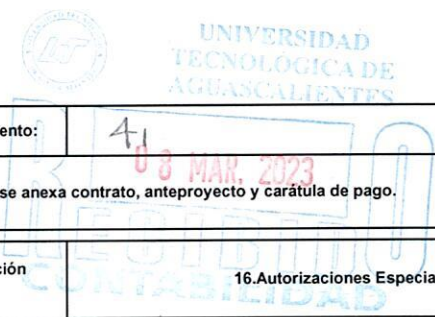 UNIVERSIDAD
TECNOLÓGICA DE
AGUASCALIENTES
ento:
41
08 MAR, 2023
se anexa contrato, anteproyecto y carátula de pago.
RECIBIDO
ción
16.Autorizaciones Especia
CONTABILIDAD